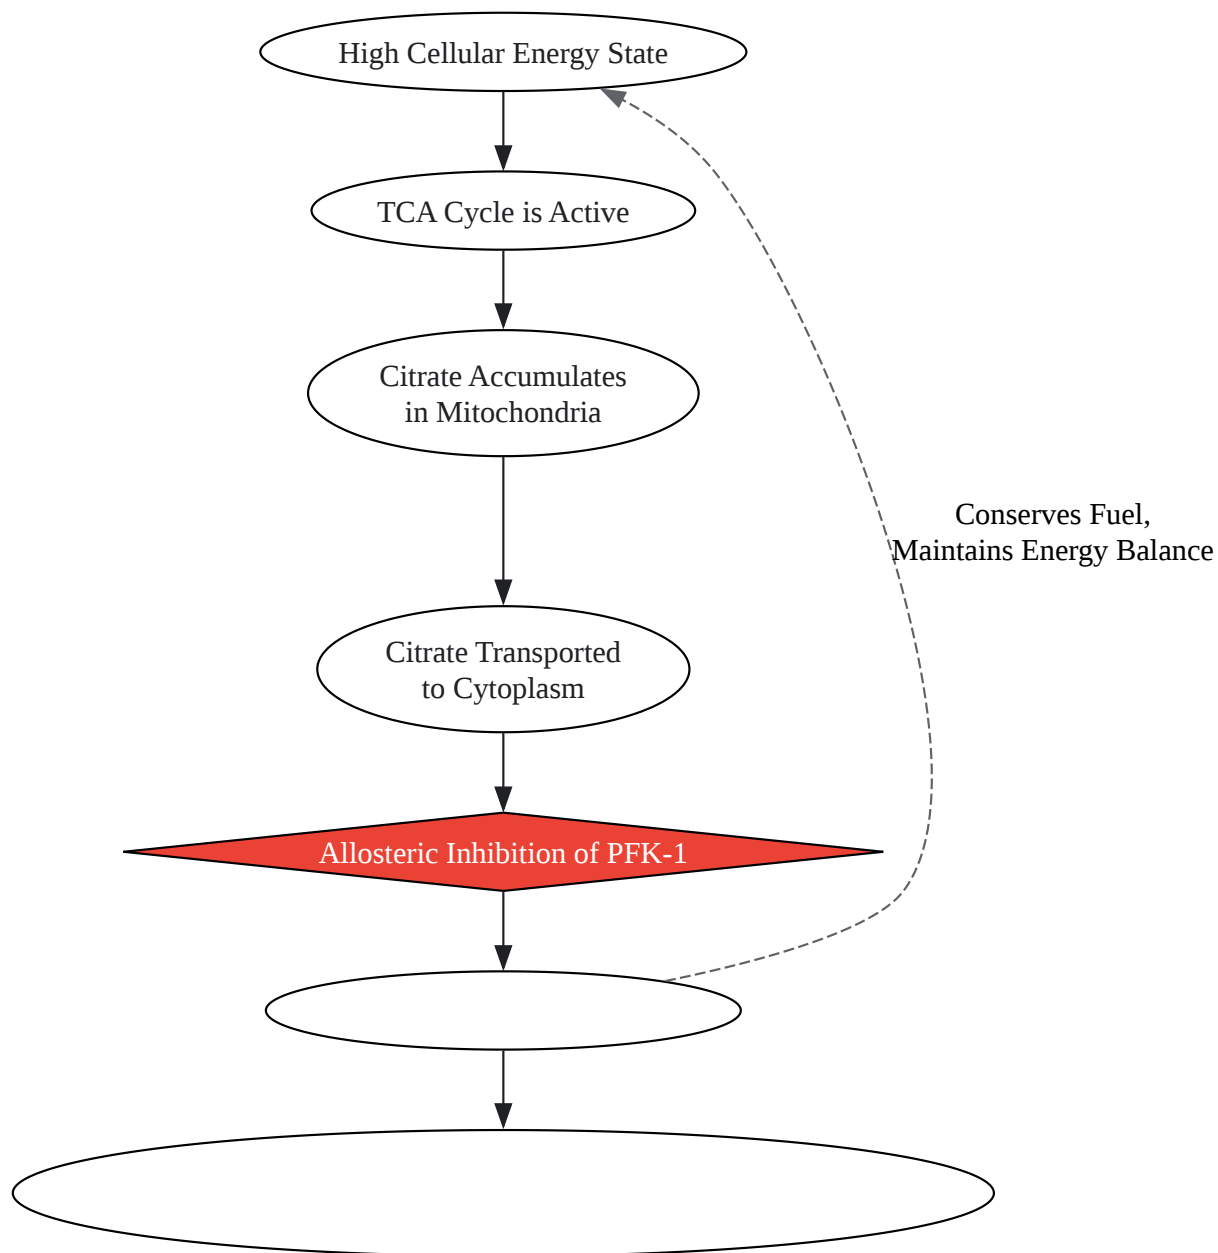 High Cellular Energy State
TCA Cycle is Active
Citrate Accumulates
in Mitochondria
Conserves Fuel,
Maintains Energy Balance
Citrate Transported
to Cytoplasm
Allosteric Inhibition of PFK-1